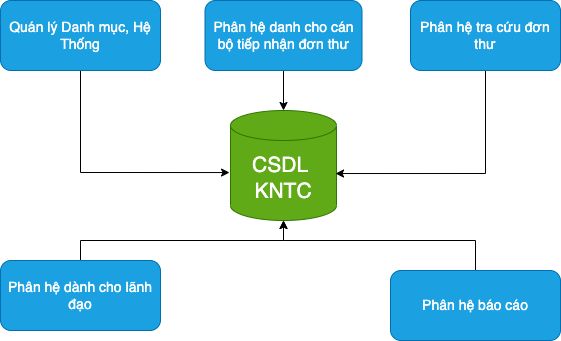 Quán lý Danh mục, Hệ
Thống
Phân hệ danh cho cán
bộ tiếp nhận đơn thư
Phân hệ tra cứu đơn
thư
CSDL
KNTC
Phân hệ dành cho lãnh
đạo
Phân hệ báo cáo